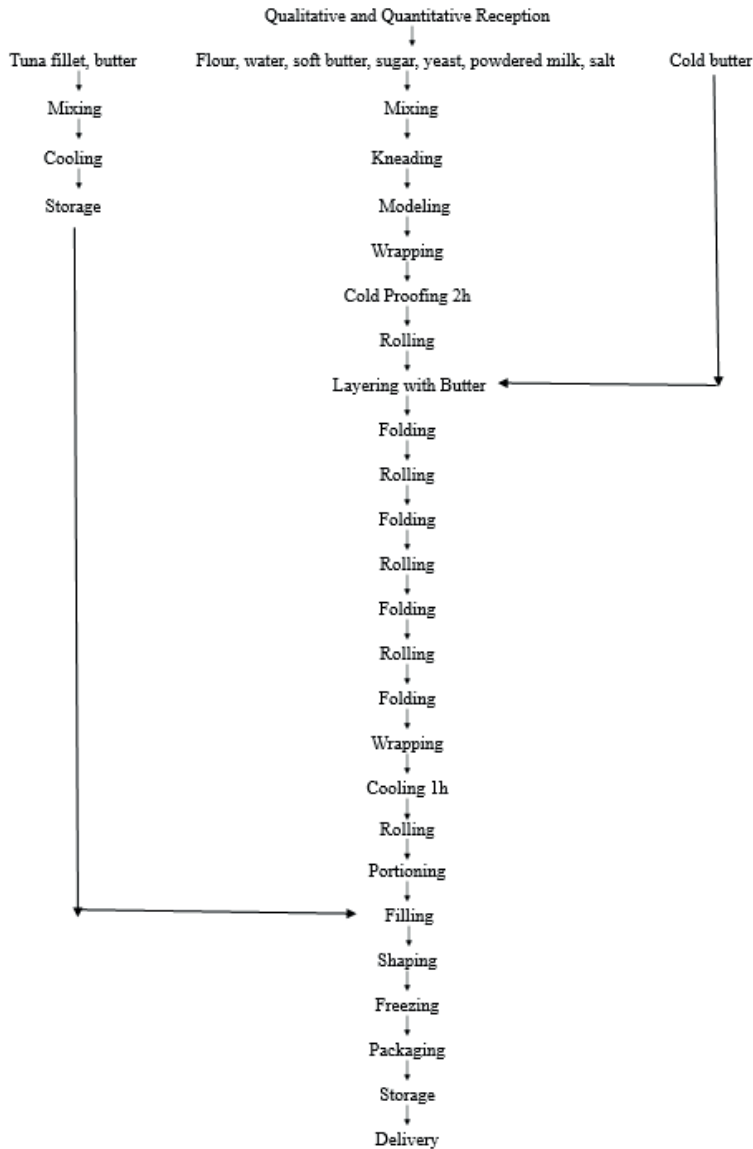 Qualitative and Quantitative Reception
Tuna fillet, butter
Flour, water, soft butter, sugar, yeast, powdered milk, salt
Cold butter
Mixing
Mixing
Cooling
Kneading
Storage
Modeling
Wrapping
Cold Proofing 2h
Rolling
Layering with Butter
Folding
Rolling
Folding
Rolling
Folding
Rolling
Folding
Wrapping
Cooling 1h
Rolling
Portioning
Filling
Shaping
Freezing
Packaging
Storage
Delivery